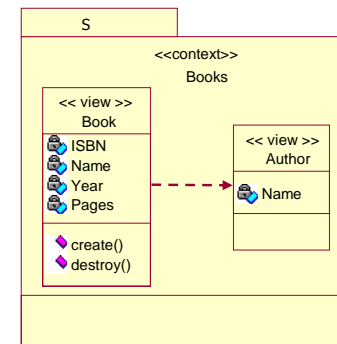 S
<<context>>
Books
<< view >>
Book
ISBN
Name
Year
Pages
create()
destroy()
<< view >>
Author
Name